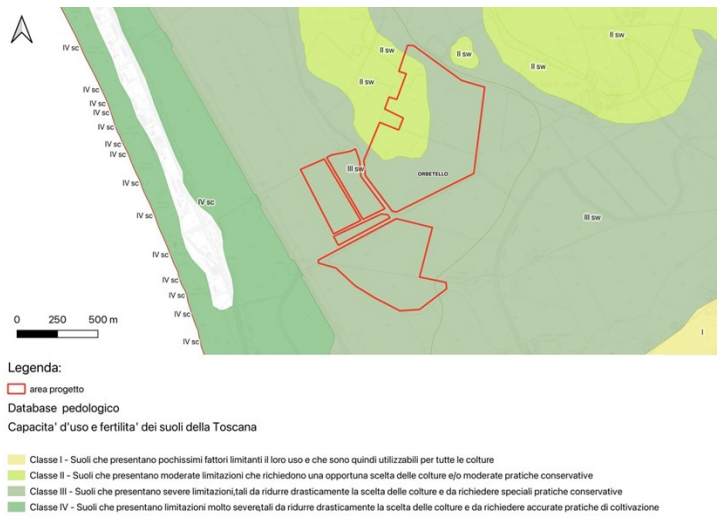 IV sc
II sw
II sw
II sw
II sw
II sw
IV sc
IV sc
IV sc
IV sc
IV sc
IV sc
III sw
ORBETELLO
IV sc
IV sc
IV sc
III sw
IV sc
IV sc
IV sc
0 250 500 m
IV sc
I
Legenda:
area progetto
Database pedologico
Capacita' d'uso e fertilita' dei suoli della Toscana
Classe I - Suoli che presentano pochissimi fattori limitanti il loro uso e che sono quindi utilizzabili per tutte le colture
Classe II - Suoli che presentano moderate limitazioni che richiedono una opportuna scelta delle colture e/o moderate pratiche conservative
Classe III - Suoli che presentano severe limitazioni,tali da ridurre drasticamente la scelta delle colture e da richiedere speciali pratiche conservative
Classe IV - Suoli che presentano limitazioni molto severe,tali da ridurre drasticamente la scelta delle colture e da richiedere accurate pratiche di coltivazione